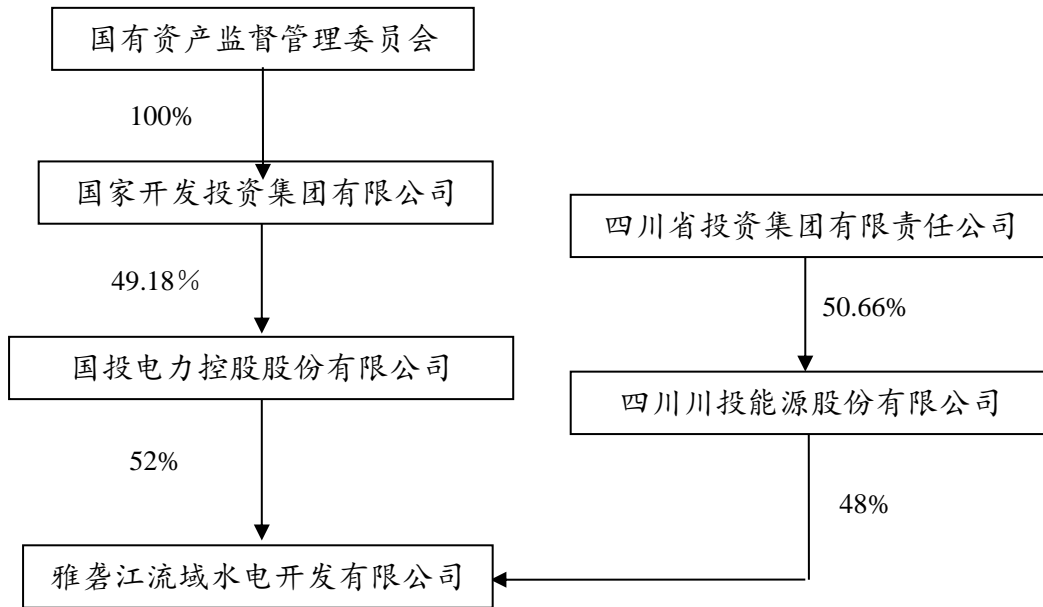 国有资产监督管理委员会
100%
国家开发投资集团有限公司
四川省投资集团有限责任公司
49.18％
50.66%
国投电力控股股份有限公司
四川川投能源股份有限公司
52%
48%
雅砻江流域水电开发有限公司